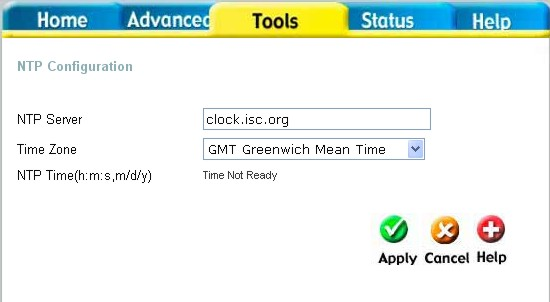 Home Advanced Tools Status Help
NTP Configuration
NTP Server clock.isc.org
Time Zone GMT Greenwich Mean Time
NTP Time(h:m:s,m/d/y) Time Not Ready
Apply Cancel Help